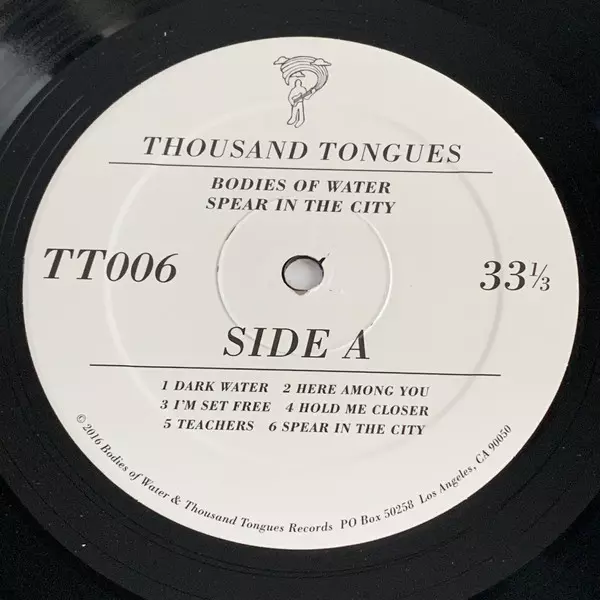 THOUSAND TONGUES
BODIES OF WATER
SPEAR IN THE CITY
TT006
33⅓
SIDE A
1 DARK WATER 2 HERE AMONG YOU
3 I'M SET FREE 4 HOLD ME CLOSER
5 TEACHERS 6 SPEAR IN THE CITY
© 2016 Bodies of Water & Thousand Tongues Records PO Box 50258 Los Angeles, CA 90050